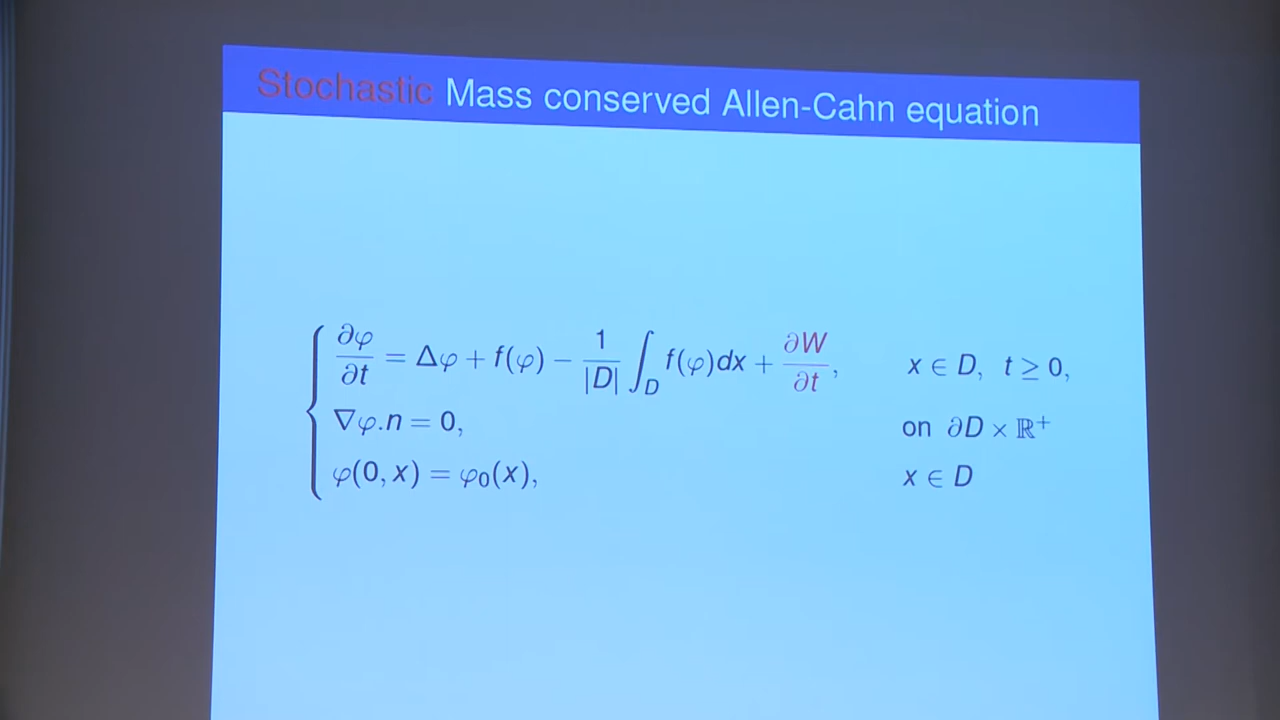 Stochastic Mass conserved Allen-Cahn equation
∂φ/∂t = Δφ + f(φ) − 1/|D| ∫_D f(φ)dx + ∂W/∂t, x ∈ D, t ≥ 0,
∇φ.n = 0, on ∂D × ℝ⁺
φ(0, x) = φ₀(x), x ∈ D